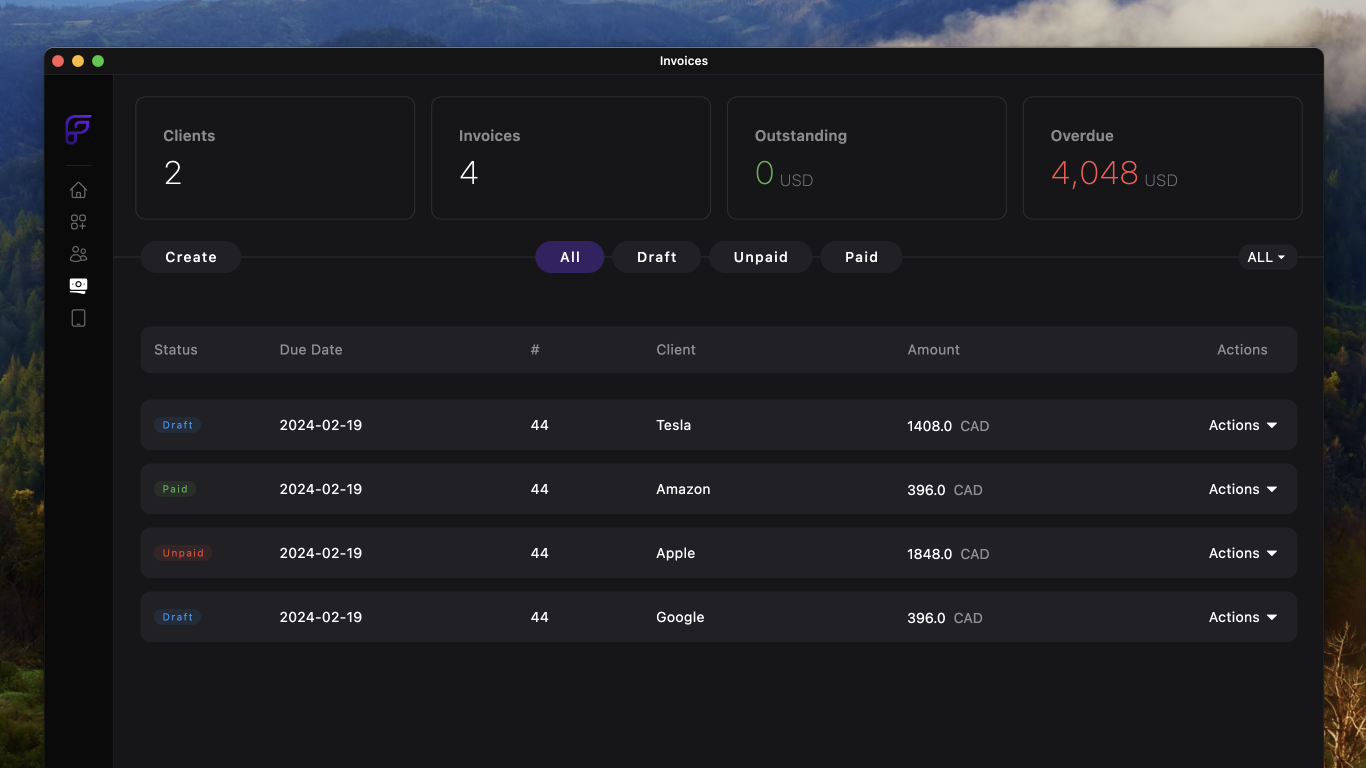 Invoices
Clients Invoices Outstanding Overdue
2 4 0 USD 4,048 USD
Create All Draft Unpaid Paid ALL
Status Due Date # Client Amount Actions
Draft 2024-02-19 44 Tesla 1408.0 CAD Actions
Paid 2024-02-19 44 Amazon 396.0 CAD Actions
Unpaid 2024-02-19 44 Apple 1848.0 CAD Actions
Draft 2024-02-19 44 Google 396.0 CAD Actions